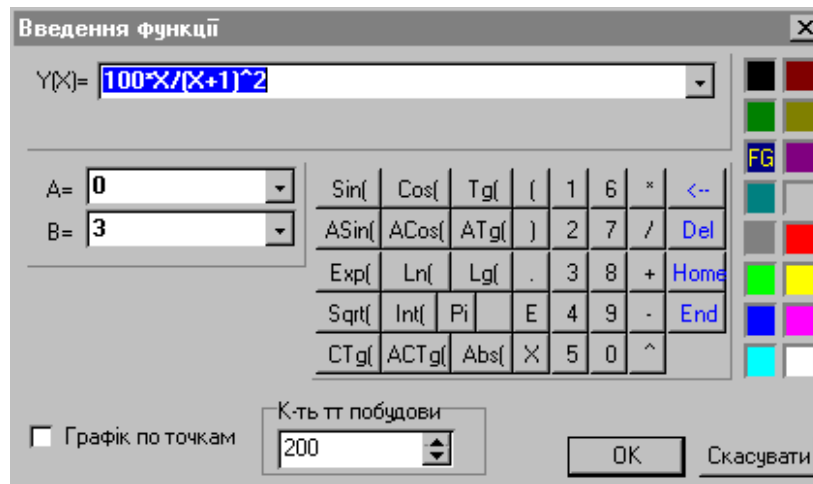 Введення функції
Y(X)= 100*X/(X+1)^2
FG
A= 0
B= 3
Sin( Cos( Tg( ( 1 6 * <--
ASin( ACos( ATg( ) 2 7 / Del
Exp( Ln( Lg( . 3 8 + Home
Sqrt( Int( Pi E 4 9 - End
CTg( ACTg( Abs( X 5 0 ^
К-ть тт побудови
Графік по точкам
200
OK
Скасувати